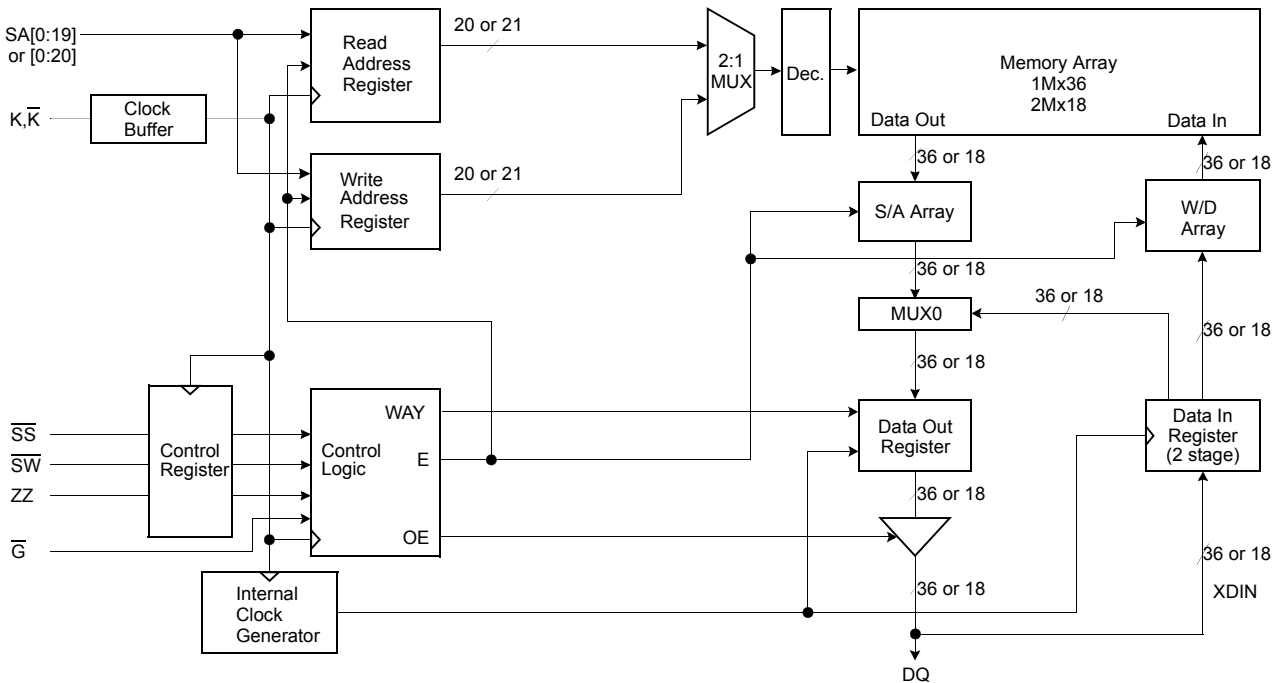 SA[0:19]
or [0:20]
Read
Address
Register
20 or 21
2:1
MUX
Dec.
Memory Array
1Mx36
2Mx18
Data Out
Data In
K,K̅
Clock
Buffer
36 or 18
36 or 18
Write
Address
Register
20 or 21
S/A Array
W/D
Array
36 or 18
MUX0
36 or 18
36 or 18
36 or 18
S̅S̅
S̅W̅
ZZ
G̅
Control
Register
Control
Logic
WAY
E
OE
Data Out
Register
Data In
Register
(2 stage)
36 or 18
36 or 18
XDIN
Internal
Clock
Generator
36 or 18
DQ